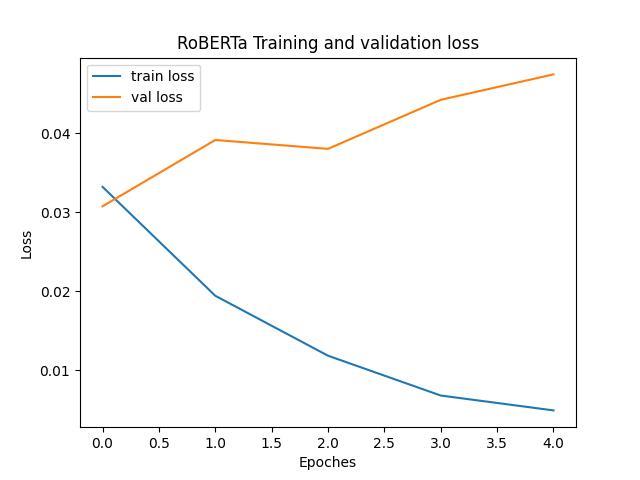 RoBERTa Training and validation loss
train loss
val loss
0.04
0.03
0.02
0.01
Loss
0.0 0.5 1.0 1.5 2.0 2.5 3.0 3.5 4.0
Epoches